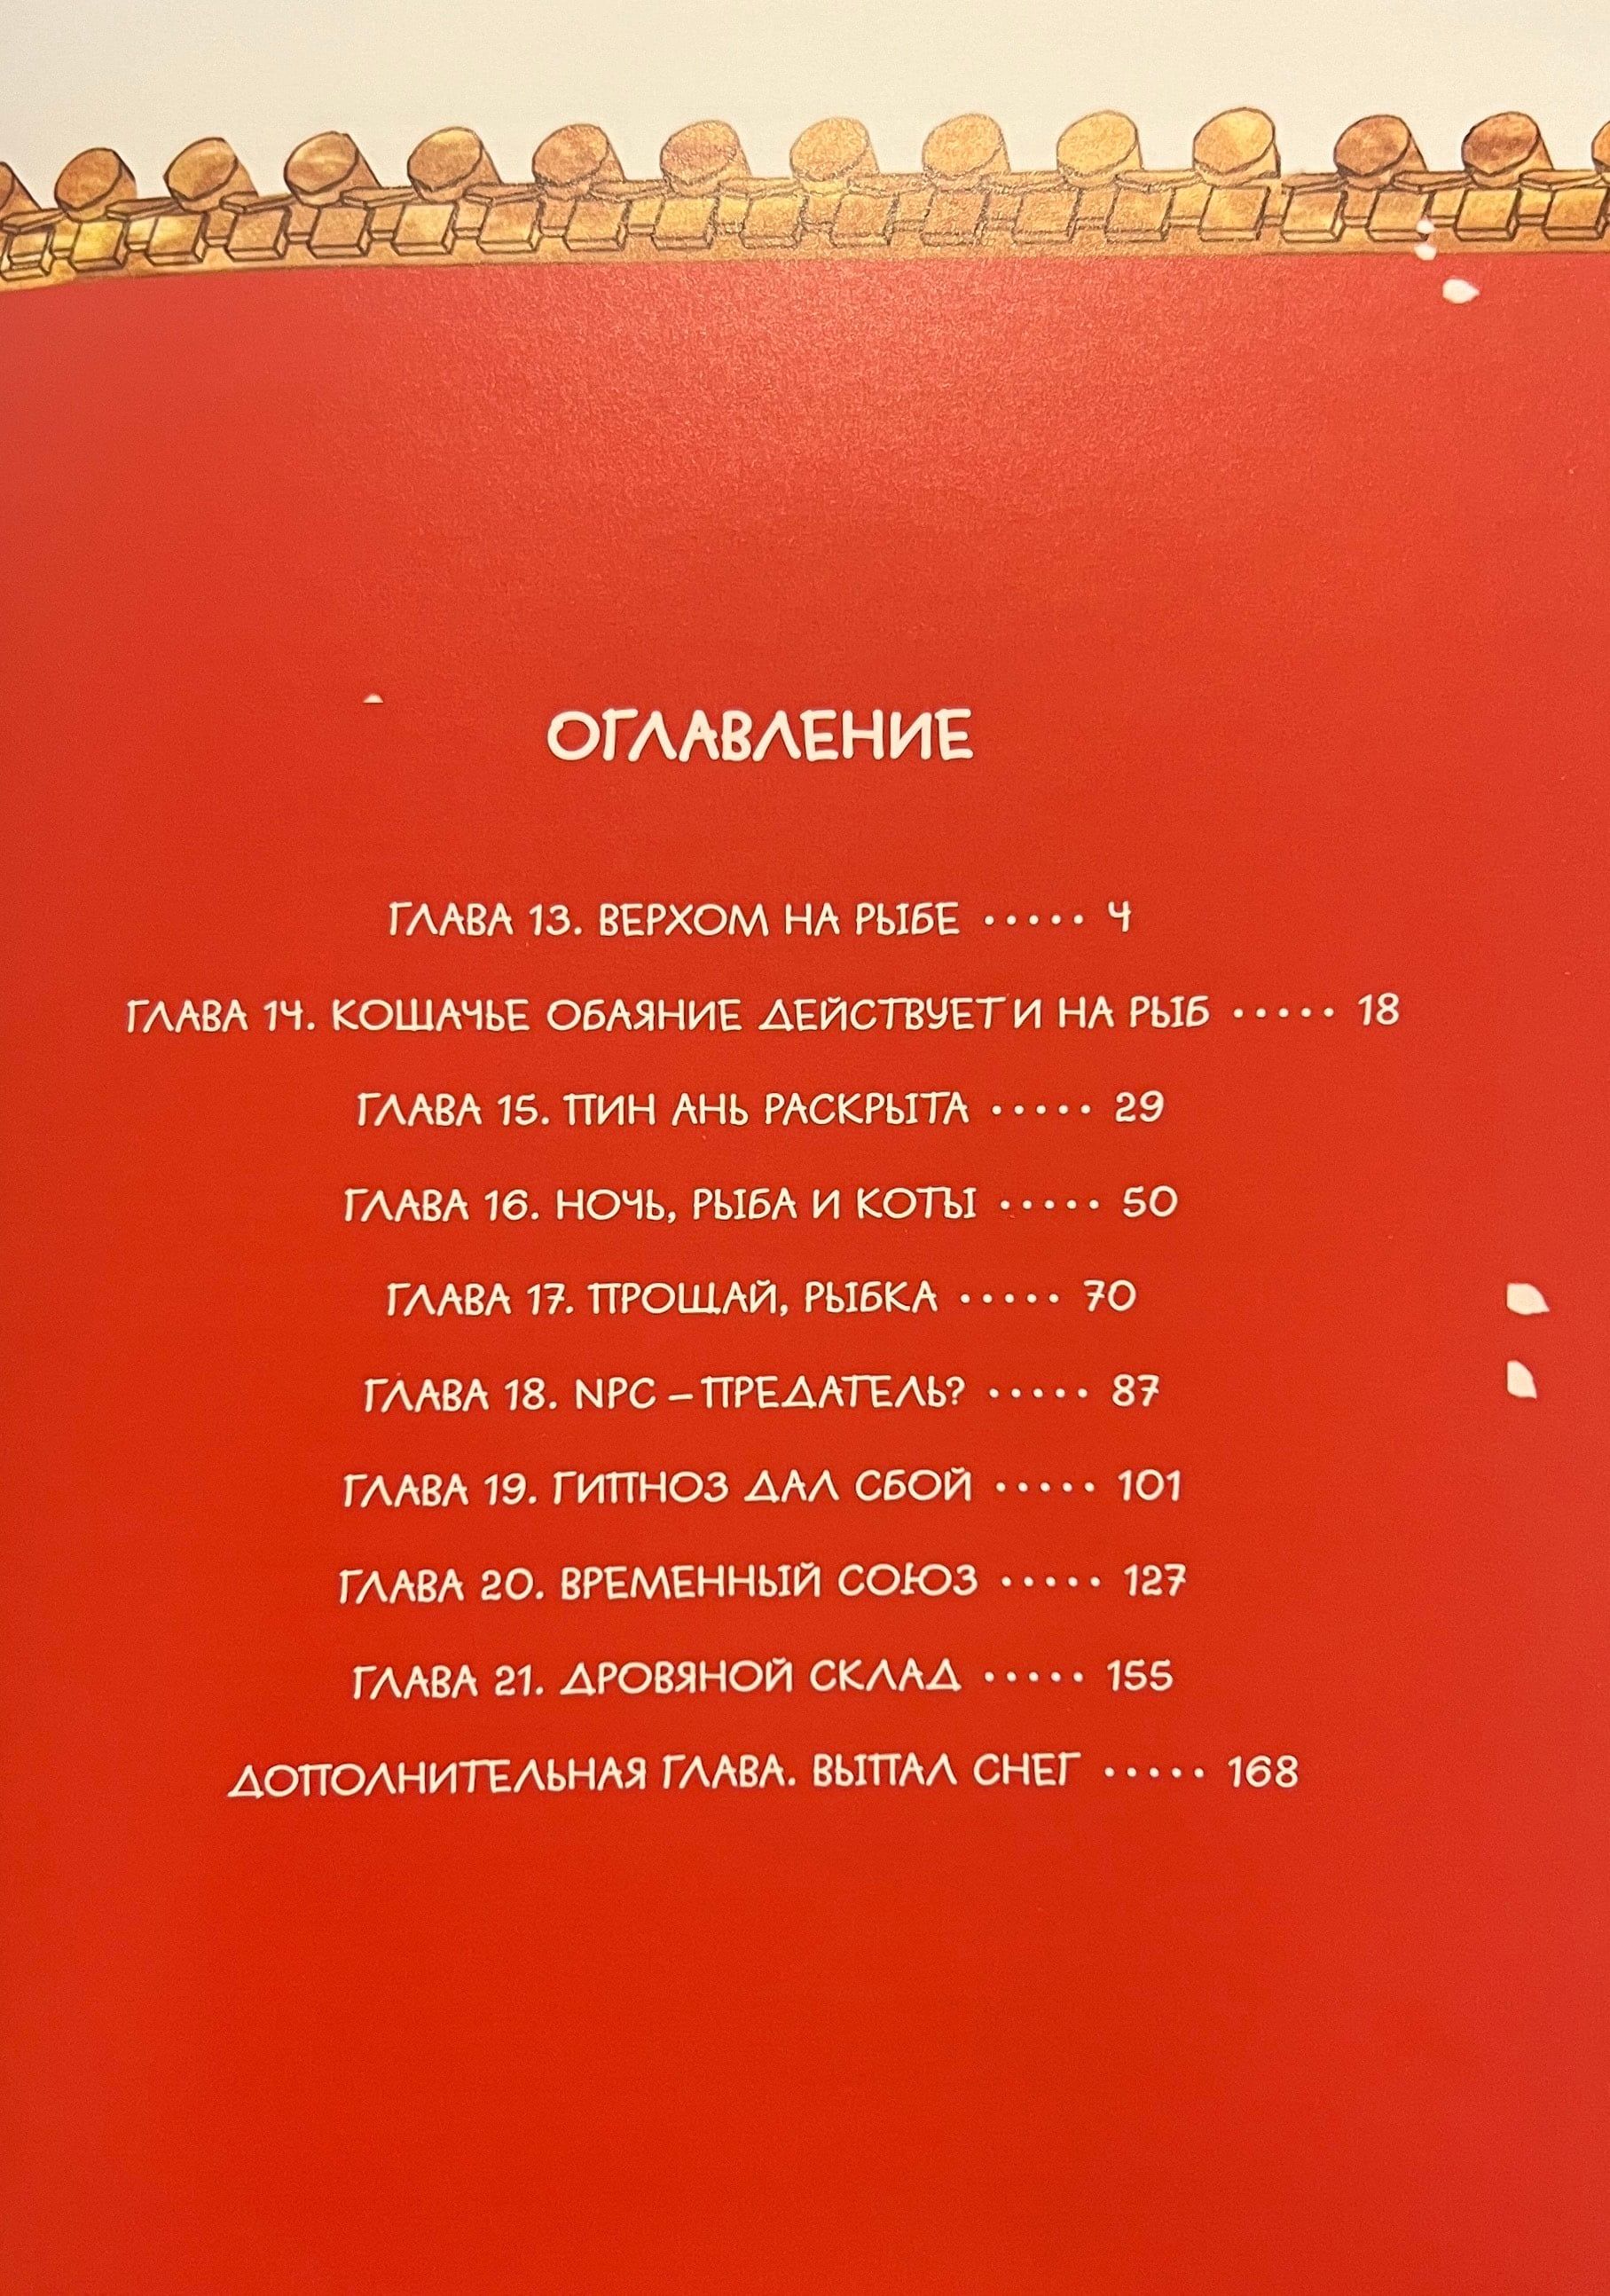 ОГЛАВЛЕНИЕ
ГЛАВА 13. ВЕРХОМ НА РЫБЕ ····· 4
ГЛАВА 14. КОШАЧЬЕ ОБАЯНИЕ ДЕЙСТВУЕТ И НА РЫБ ····· 18
ГЛАВА 15. ПИН АНЬ РАСКРЫТА ····· 29
ГЛАВА 16. НОЧЬ, РЫБА И КОТЫ ····· 50
ГЛАВА 17. ПРОЩАЙ, РЫБКА ····· 70
ГЛАВА 18. NPC – ПРЕДАТЕЛЬ? ····· 87
ГЛАВА 19. ГИПНОЗ ДАЛ СБОЙ ····· 101
ГЛАВА 20. ВРЕМЕННЫЙ СОЮЗ ····· 127
ГЛАВА 21. ДРОВЯНОЙ СКЛАД ····· 155
ДОПОЛНИТЕЛЬНАЯ ГЛАВА. ВЫПАЛ СНЕГ ····· 168